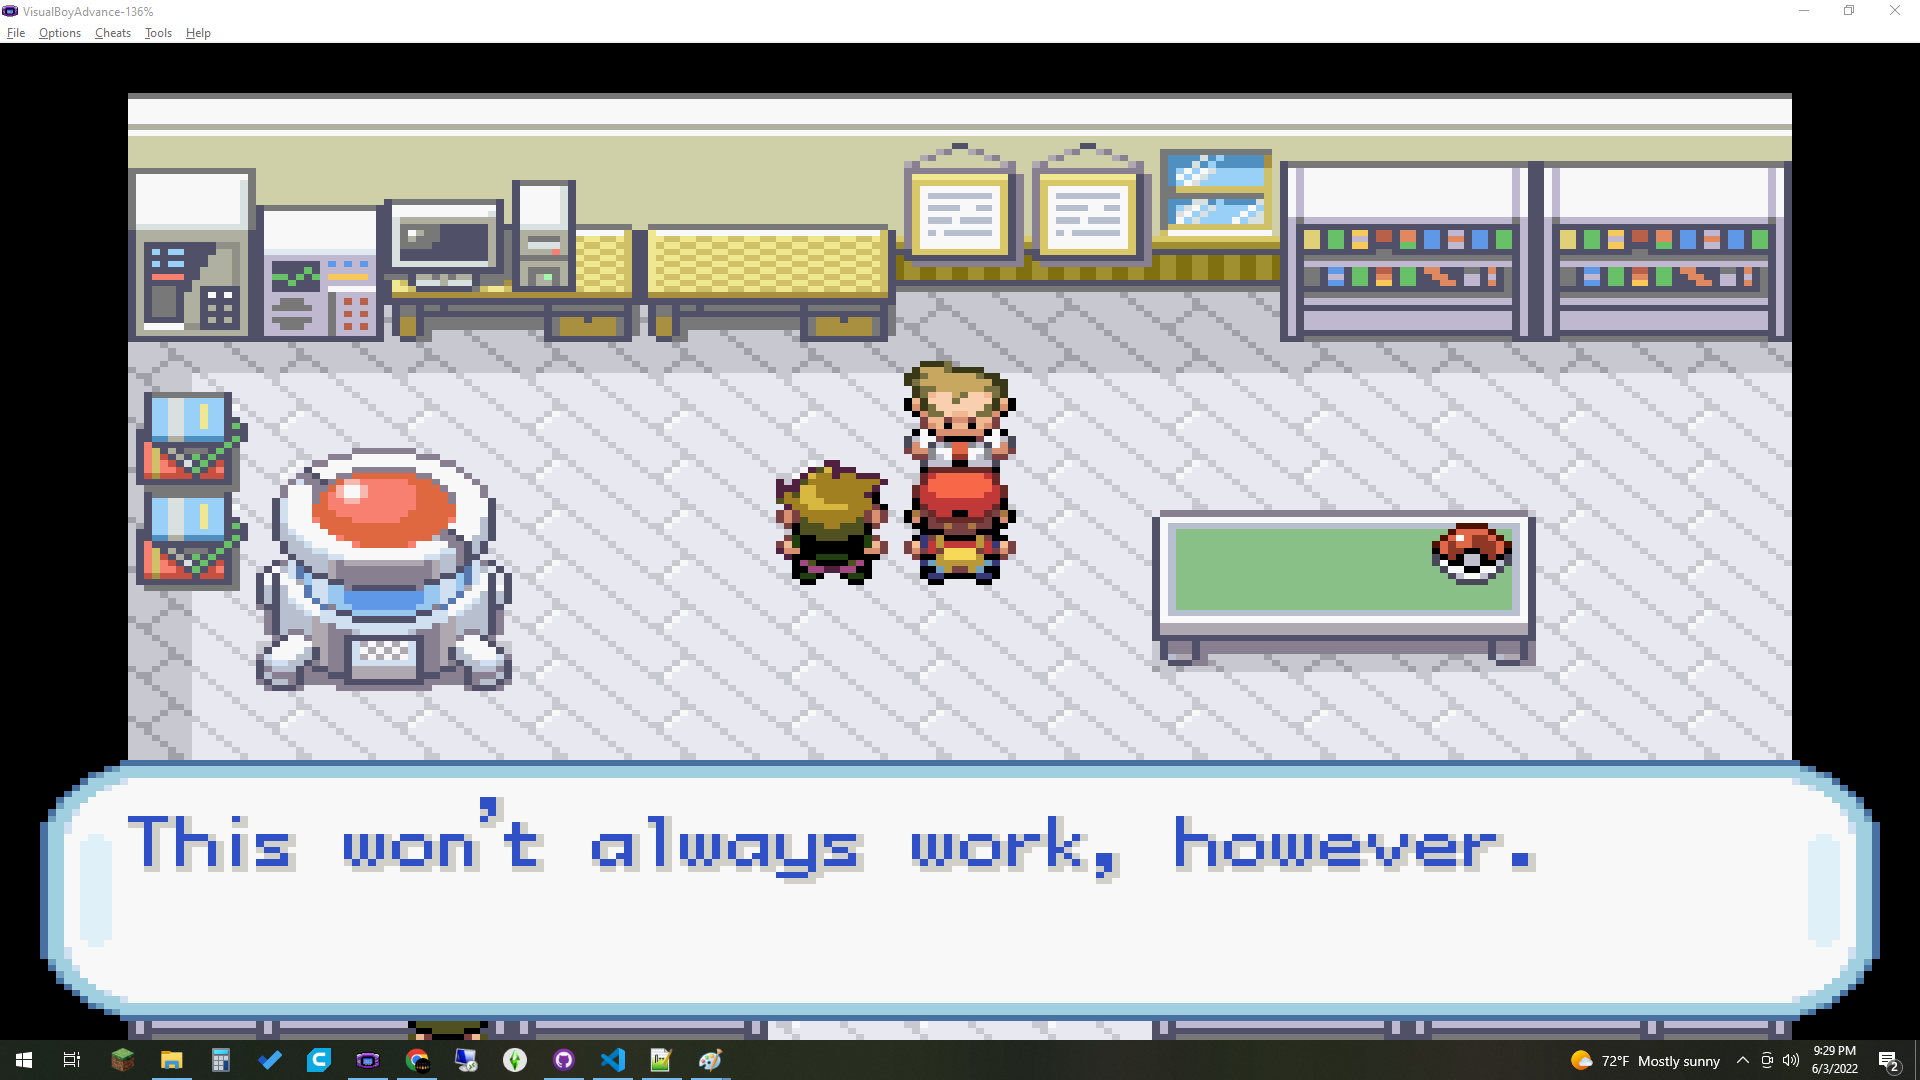 VisualBoyAdvance-136%
File Options Cheats Tools Help
This won't always work, however.
72°F Mostly sunny
9:29 PM
6/3/2022
2